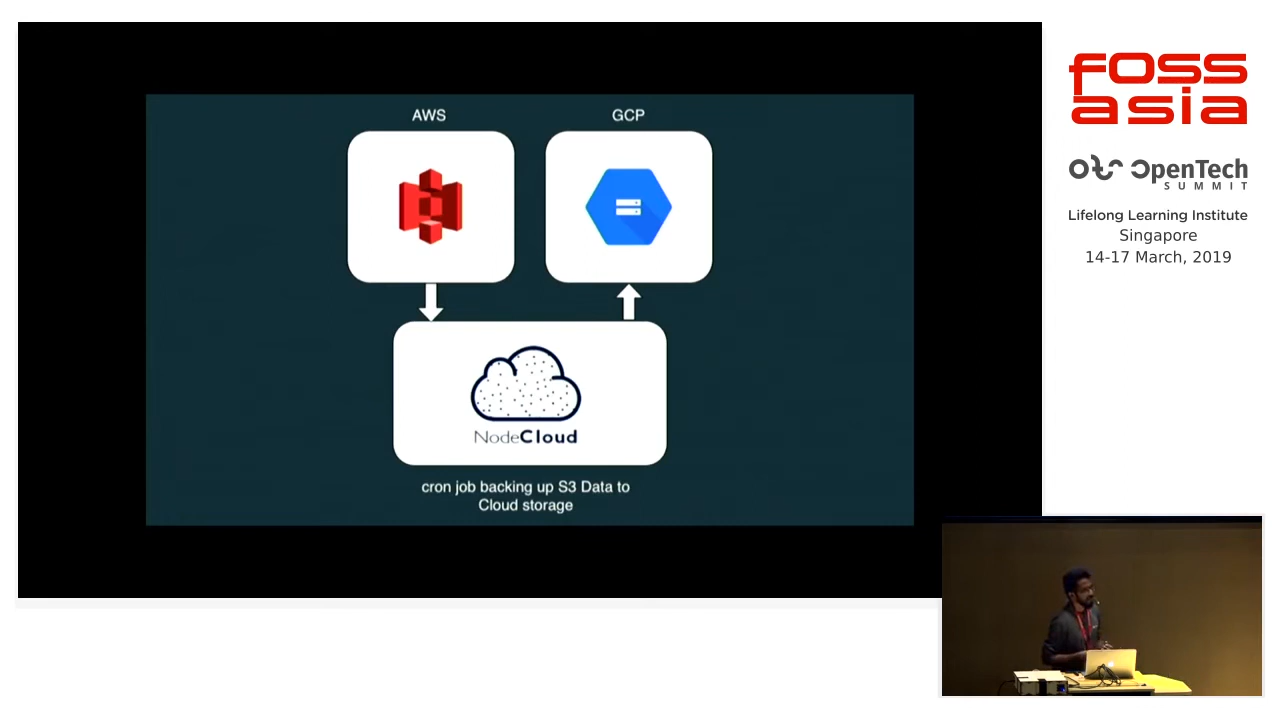 AWS
GCP
NodeCloud
cron job backing up S3 Data to
Cloud storage
fOSS
asia
OpenTech
SUMMIT
Lifelong Learning Institute
Singapore
14-17 March, 2019